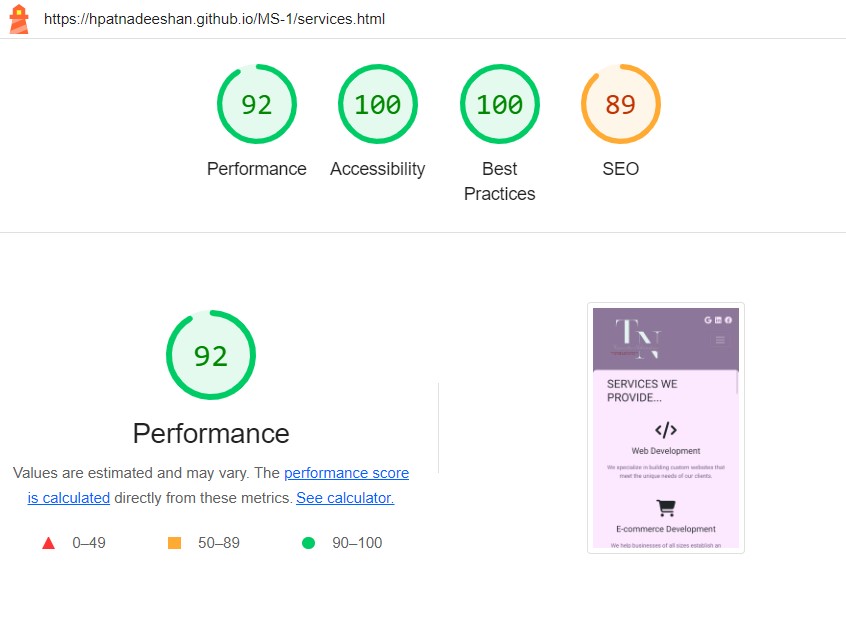 https://hpatnadeeshan.github.io/MS-1/services.html
92
100
100
89
Performance
Accessibility
Best
Practices
SEO
92
Performance
Values are estimated and may vary. The performance score
is calculated directly from these metrics. See calculator.
0–49
50–89
90–100
TNN
SERVICES WE
PROVIDE...
Web Development
We specialize in building custom websites that
meet the unique needs of our clients.
E-commerce Development
We help businesses of all sizes establish an